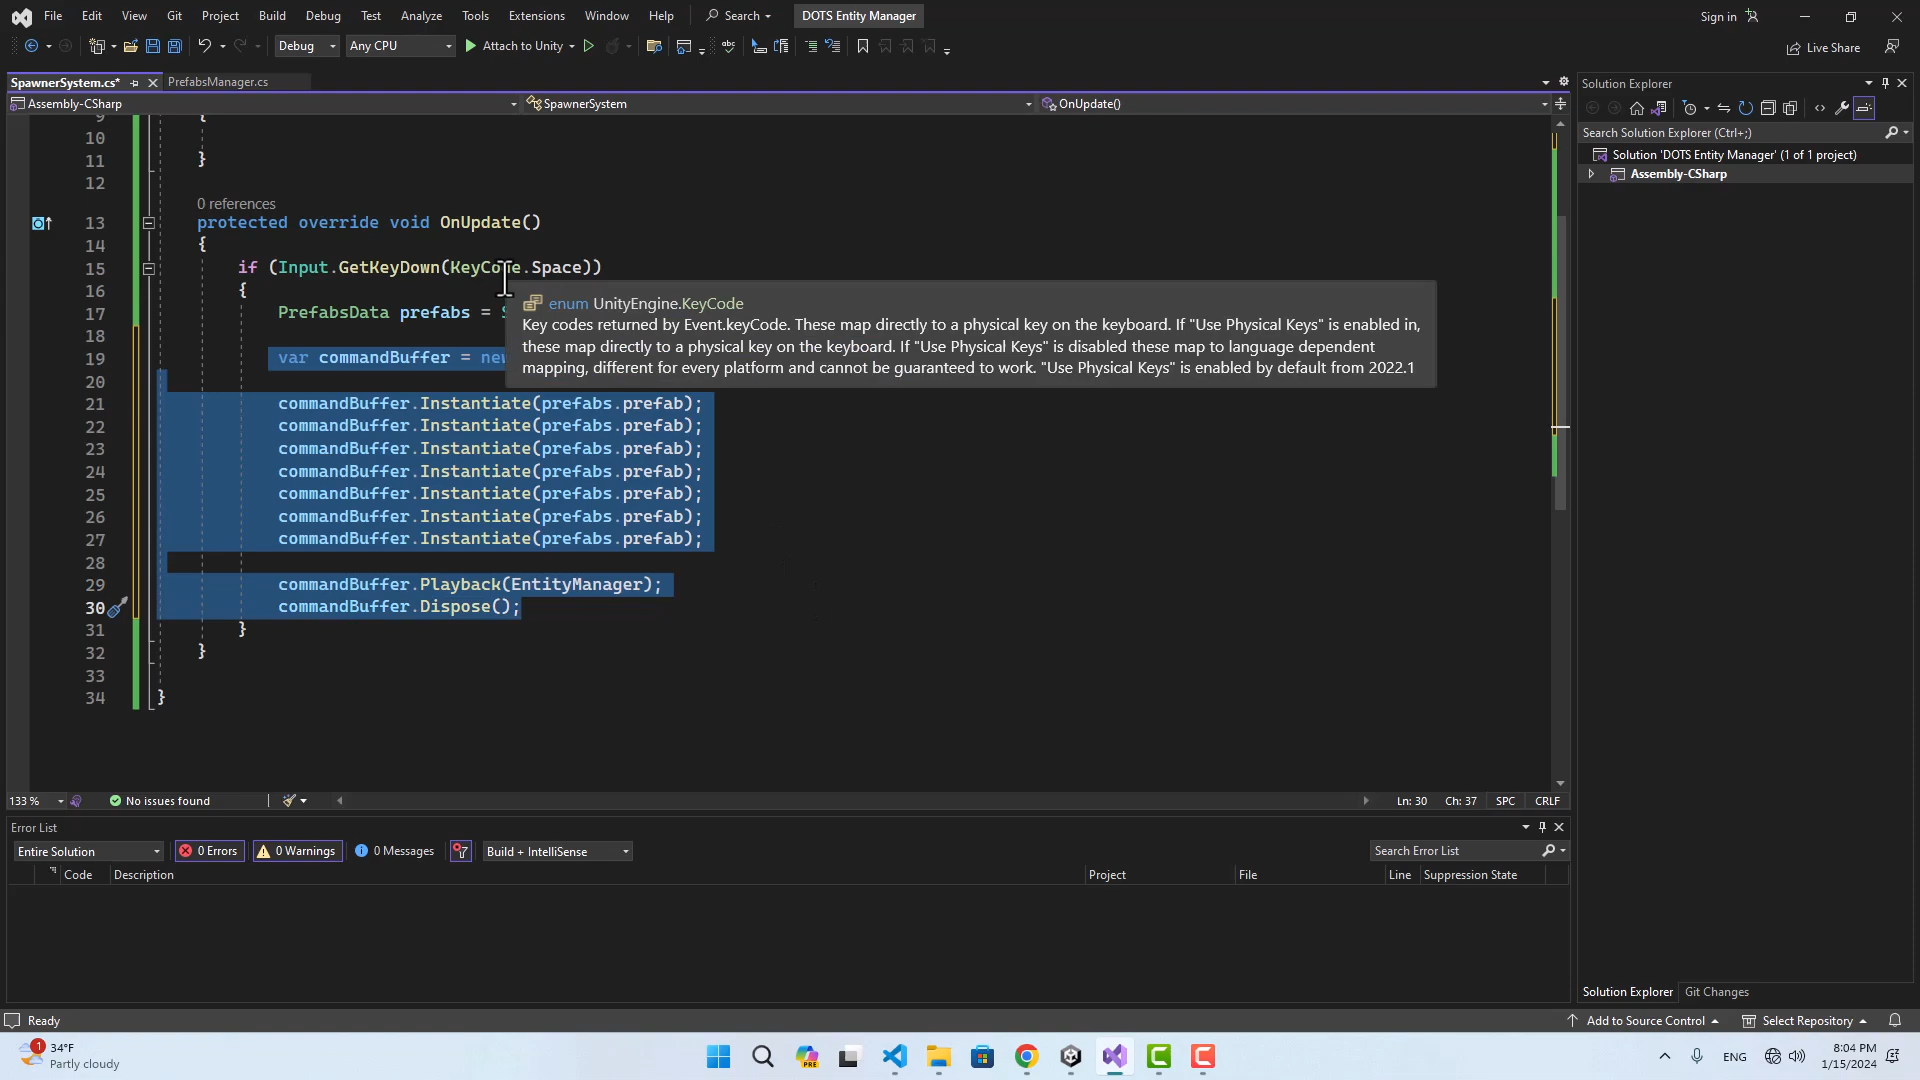 File Edit View Git Project Build Debug Test Analyze Tools Extensions Window Help Search DOTS Entity Manager Sign in
Debug Any CPU Attach to Unity Live Share
SpawnerSystem.cs* PrefabsManager.cs
Assembly-CSharp SpawnerSystem OnUpdate()
9 {
10
11 }
12
0 references
13 protected override void OnUpdate()
14 {
15 if (Input.GetKeyDown(KeyCode.Space))
16 {
17 PrefabsData prefabs =
18
19 var commandBuffer = new
20
21 commandBuffer.Instantiate(prefabs.prefab);
22 commandBuffer.Instantiate(prefabs.prefab);
23 commandBuffer.Instantiate(prefabs.prefab);
24 commandBuffer.Instantiate(prefabs.prefab);
25 commandBuffer.Instantiate(prefabs.prefab);
26 commandBuffer.Instantiate(prefabs.prefab);
27 commandBuffer.Instantiate(prefabs.prefab);
28
29 commandBuffer.Playback(EntityManager);
30 commandBuffer.Dispose();
31 }
32 }
33
34 }
enum UnityEngine.KeyCode
Key codes returned by Event.keyCode. These map directly to a physical key on the keyboard. If "Use Physical Keys" is enabled in,
these map directly to a physical key on the keyboard. If "Use Physical Keys" is disabled these map to language dependent
mapping, different for every platform and cannot be guaranteed to work. "Use Physical Keys" is enabled by default from 2022.1
133 % No issues found Ln: 30 Ch: 37 SPC CRLF
Error List
Entire Solution 0 Errors 0 Warnings 0 Messages Build + IntelliSense Search Error List
Code Description Project File Line Suppression State
Solution Explorer
Search Solution Explorer (Ctrl+;)
Solution 'DOTS Entity Manager' (1 of 1 project)
Assembly-CSharp
Solution Explorer Git Changes
Ready Add to Source Control Select Repository
1 34°F
Partly cloudy
PRE
ENG
8:04 PM
1/15/2024